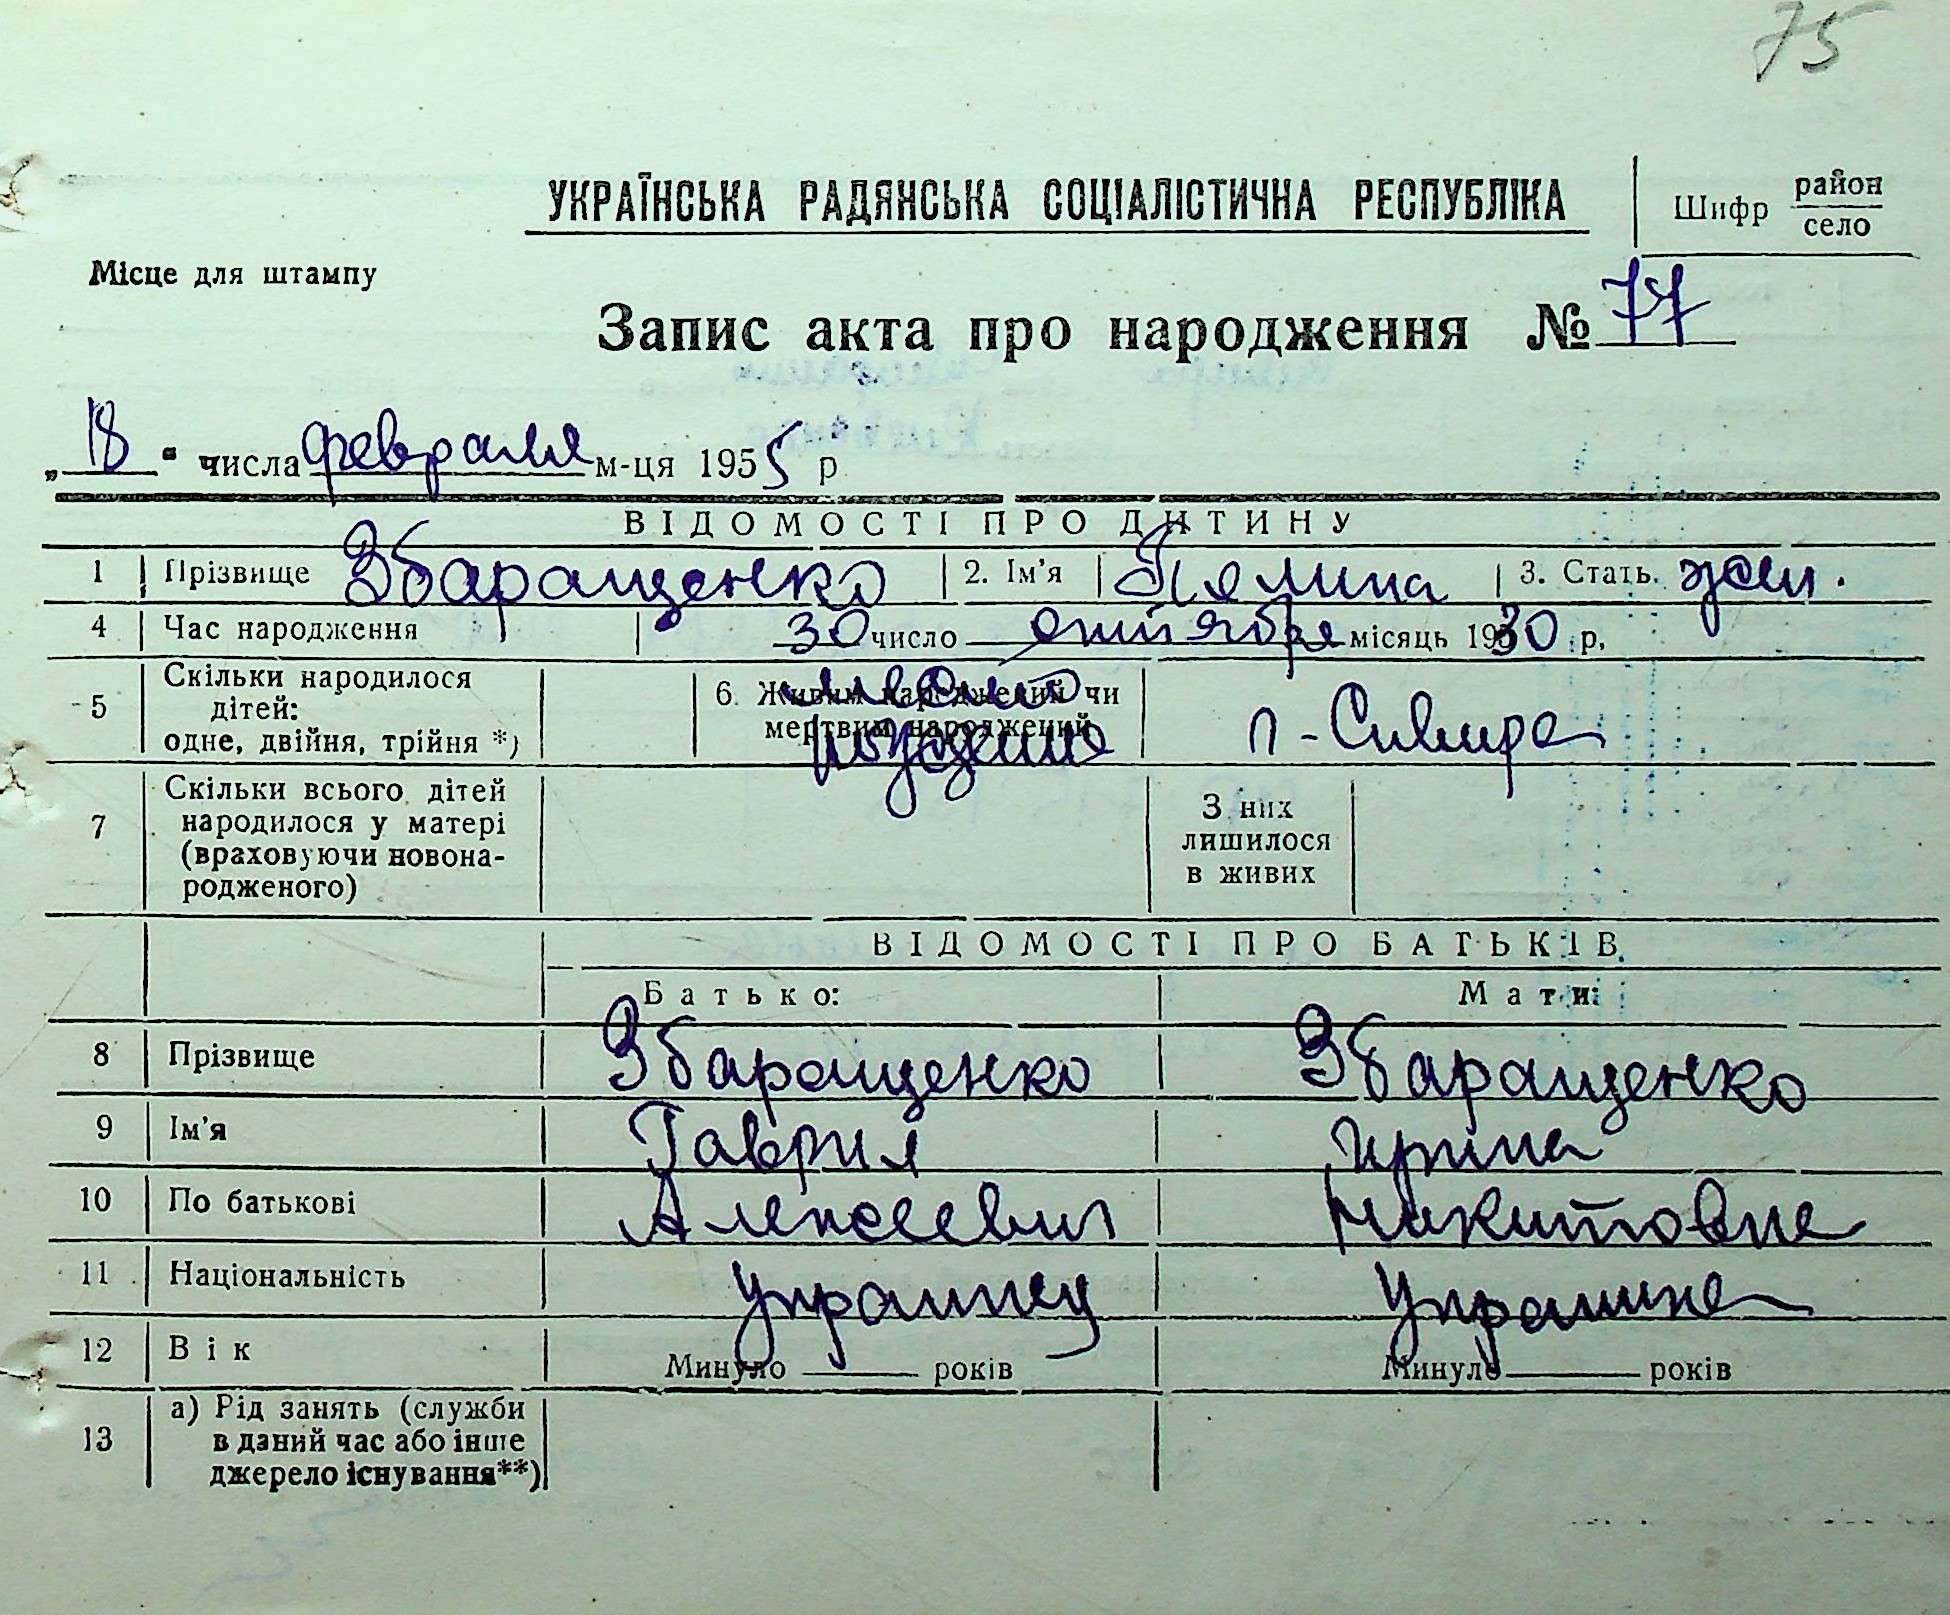 75
УКРАЇНСЬКА РАДЯНСЬКА СОЦІАЛІСТИЧНА РЕСПУБЛІКА
Шифр район
село
Місце для штампу
Запис акта про народження № 77
„18“ числа февраля м-ця 1955 р
ВІДОМОСТІ ПРО ДИТИНУ
1 Прізвище Збаращенко 2. Ім'я 3. Стать. жен.
4 Час народження 30 число октября місяць 1930 р.
5 Скільки народилося дітей: одне, двійня, трійня *) 6. Живим народжений чи мертвим народжений место рождения
7 Скільки всього дітей народилося у матері (враховуючи новонародженого) З них лишилося в живих
ВІДОМОСТІ ПРО БАТЬКІВ
Батько: Мати:
8 Прізвище Збаращенко Збаращенко
9 Ім'я Гаврил Ирина
10 По батькові Алексеевич Никитовна
11 Національність украинец украинка
12 Вік Минуло років Минуло років
13 а) Рід занять (служби
в даний час або інше
джерело існування**)